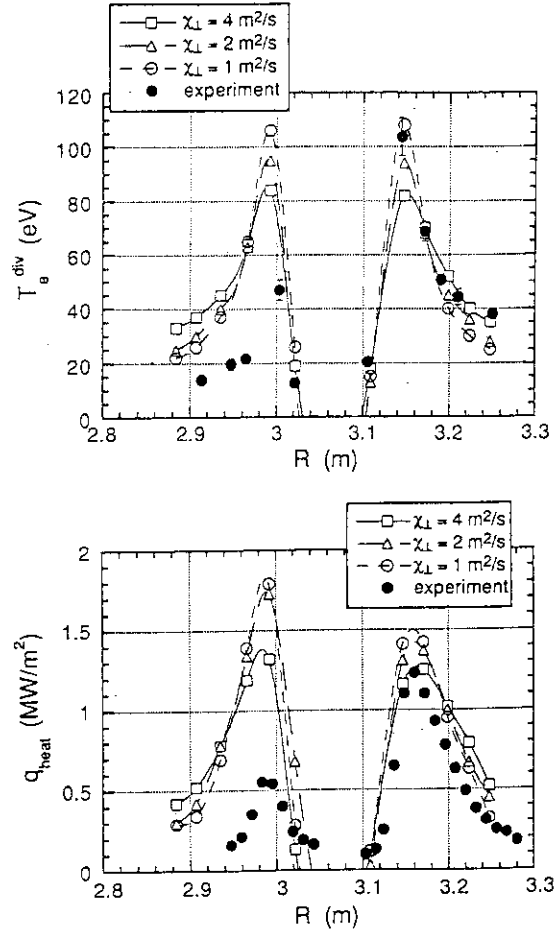 χ⊥ = 4 m²/s
χ⊥ = 2 m²/s
χ⊥ = 1 m²/s
experiment
120
100
80
60
40
20
0
T_e^div (eV)
2.8 2.9 3 3.1 3.2 3.3
R (m)
χ⊥ = 4 m²/s
χ⊥ = 2 m²/s
χ⊥ = 1 m²/s
experiment
2
1.5
1
0.5
0
q_heat (MW/m²)
2.8 2.9 3 3.1 3.2 3.3
R (m)